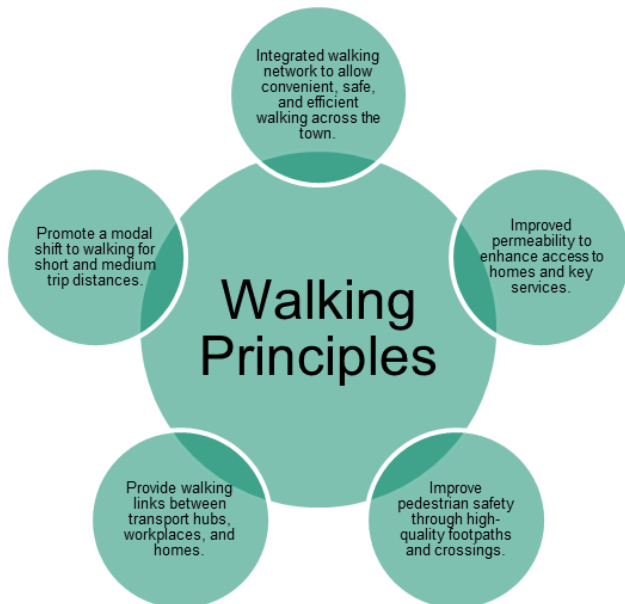 Integrated walking
network to allow
convenient, safe,
and efficient
walking across the
town.
Improved
permeability to
enhance access to
homes and key
services.
Improve
pedestrian safety
through high-
quality footpaths
and crossings.
Provide walking
links between
transport hubs,
workplaces, and
homes.
Promote a modal
shift to walking for
short and medium
trip distances.
Walking
Principles